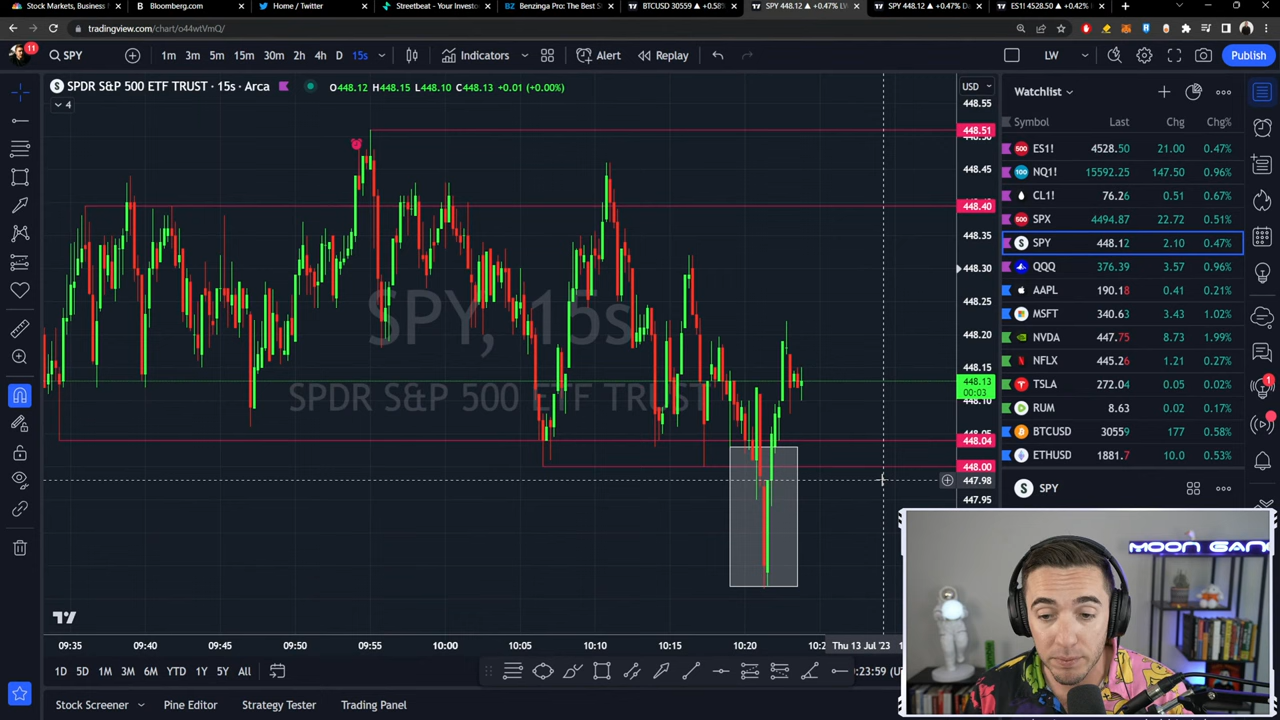 Stock Markets, Business N
Bloomberg.com
Home / Twitter
Streetbeat - Your Investor
Benzinga Pro: The Best S
BTCUSD 30559 ▲ +0.58%
SPY 448.12 ▲ +0.47% LW
SPY 448.12 ▲ +0.47% D
ES1! 4528.50 ▲ +0.42%
tradingview.com/chart/o44wtVmQ/
11
SPY
1m 3m 5m 15m 30m 2h 4h D 15s
Indicators
Alert
Replay
LW
Publish
SPDR S&P 500 ETF TRUST · 15s · Arca
O448.12 H448.15 L448.10 C448.13 +0.01 (+0.00%)
4
USD
448.55
448.51
448.50
448.45
448.40
448.35
448.30
448.25
448.20
448.15
448.13
00:03
448.10
448.05
448.04
448.00
447.98
447.95
SPY, 15s
SPDR S&P 500 ETF TRUST
09:35 09:40 09:45 09:50 09:55 10:00 10:05 10:10 10:15 10:20
Thu 13 Jul '23
1D 5D 1M 3M 6M YTD 1Y 5Y All
Stock Screener
Pine Editor
Strategy Tester
Trading Panel
Watchlist
Symbol Last Chg Chg%
ES1! 4528.50 21.00 0.47%
NQ1! 15592.25 147.50 0.96%
CL1! 76.26 0.51 0.67%
SPX 4494.87 22.72 0.51%
SPY 448.12 2.10 0.47%
QQQ 376.39 3.57 0.96%
AAPL 190.18 0.41 0.21%
MSFT 340.63 3.43 1.02%
NVDA 447.75 8.73 1.99%
NFLX 445.26 1.21 0.27%
TSLA 272.04 0.05 0.02%
RUM 8.63 0.02 0.17%
BTCUSD 30559 177 0.58%
ETHUSD 1881.7 10.0 0.53%
SPY
MOON GANG